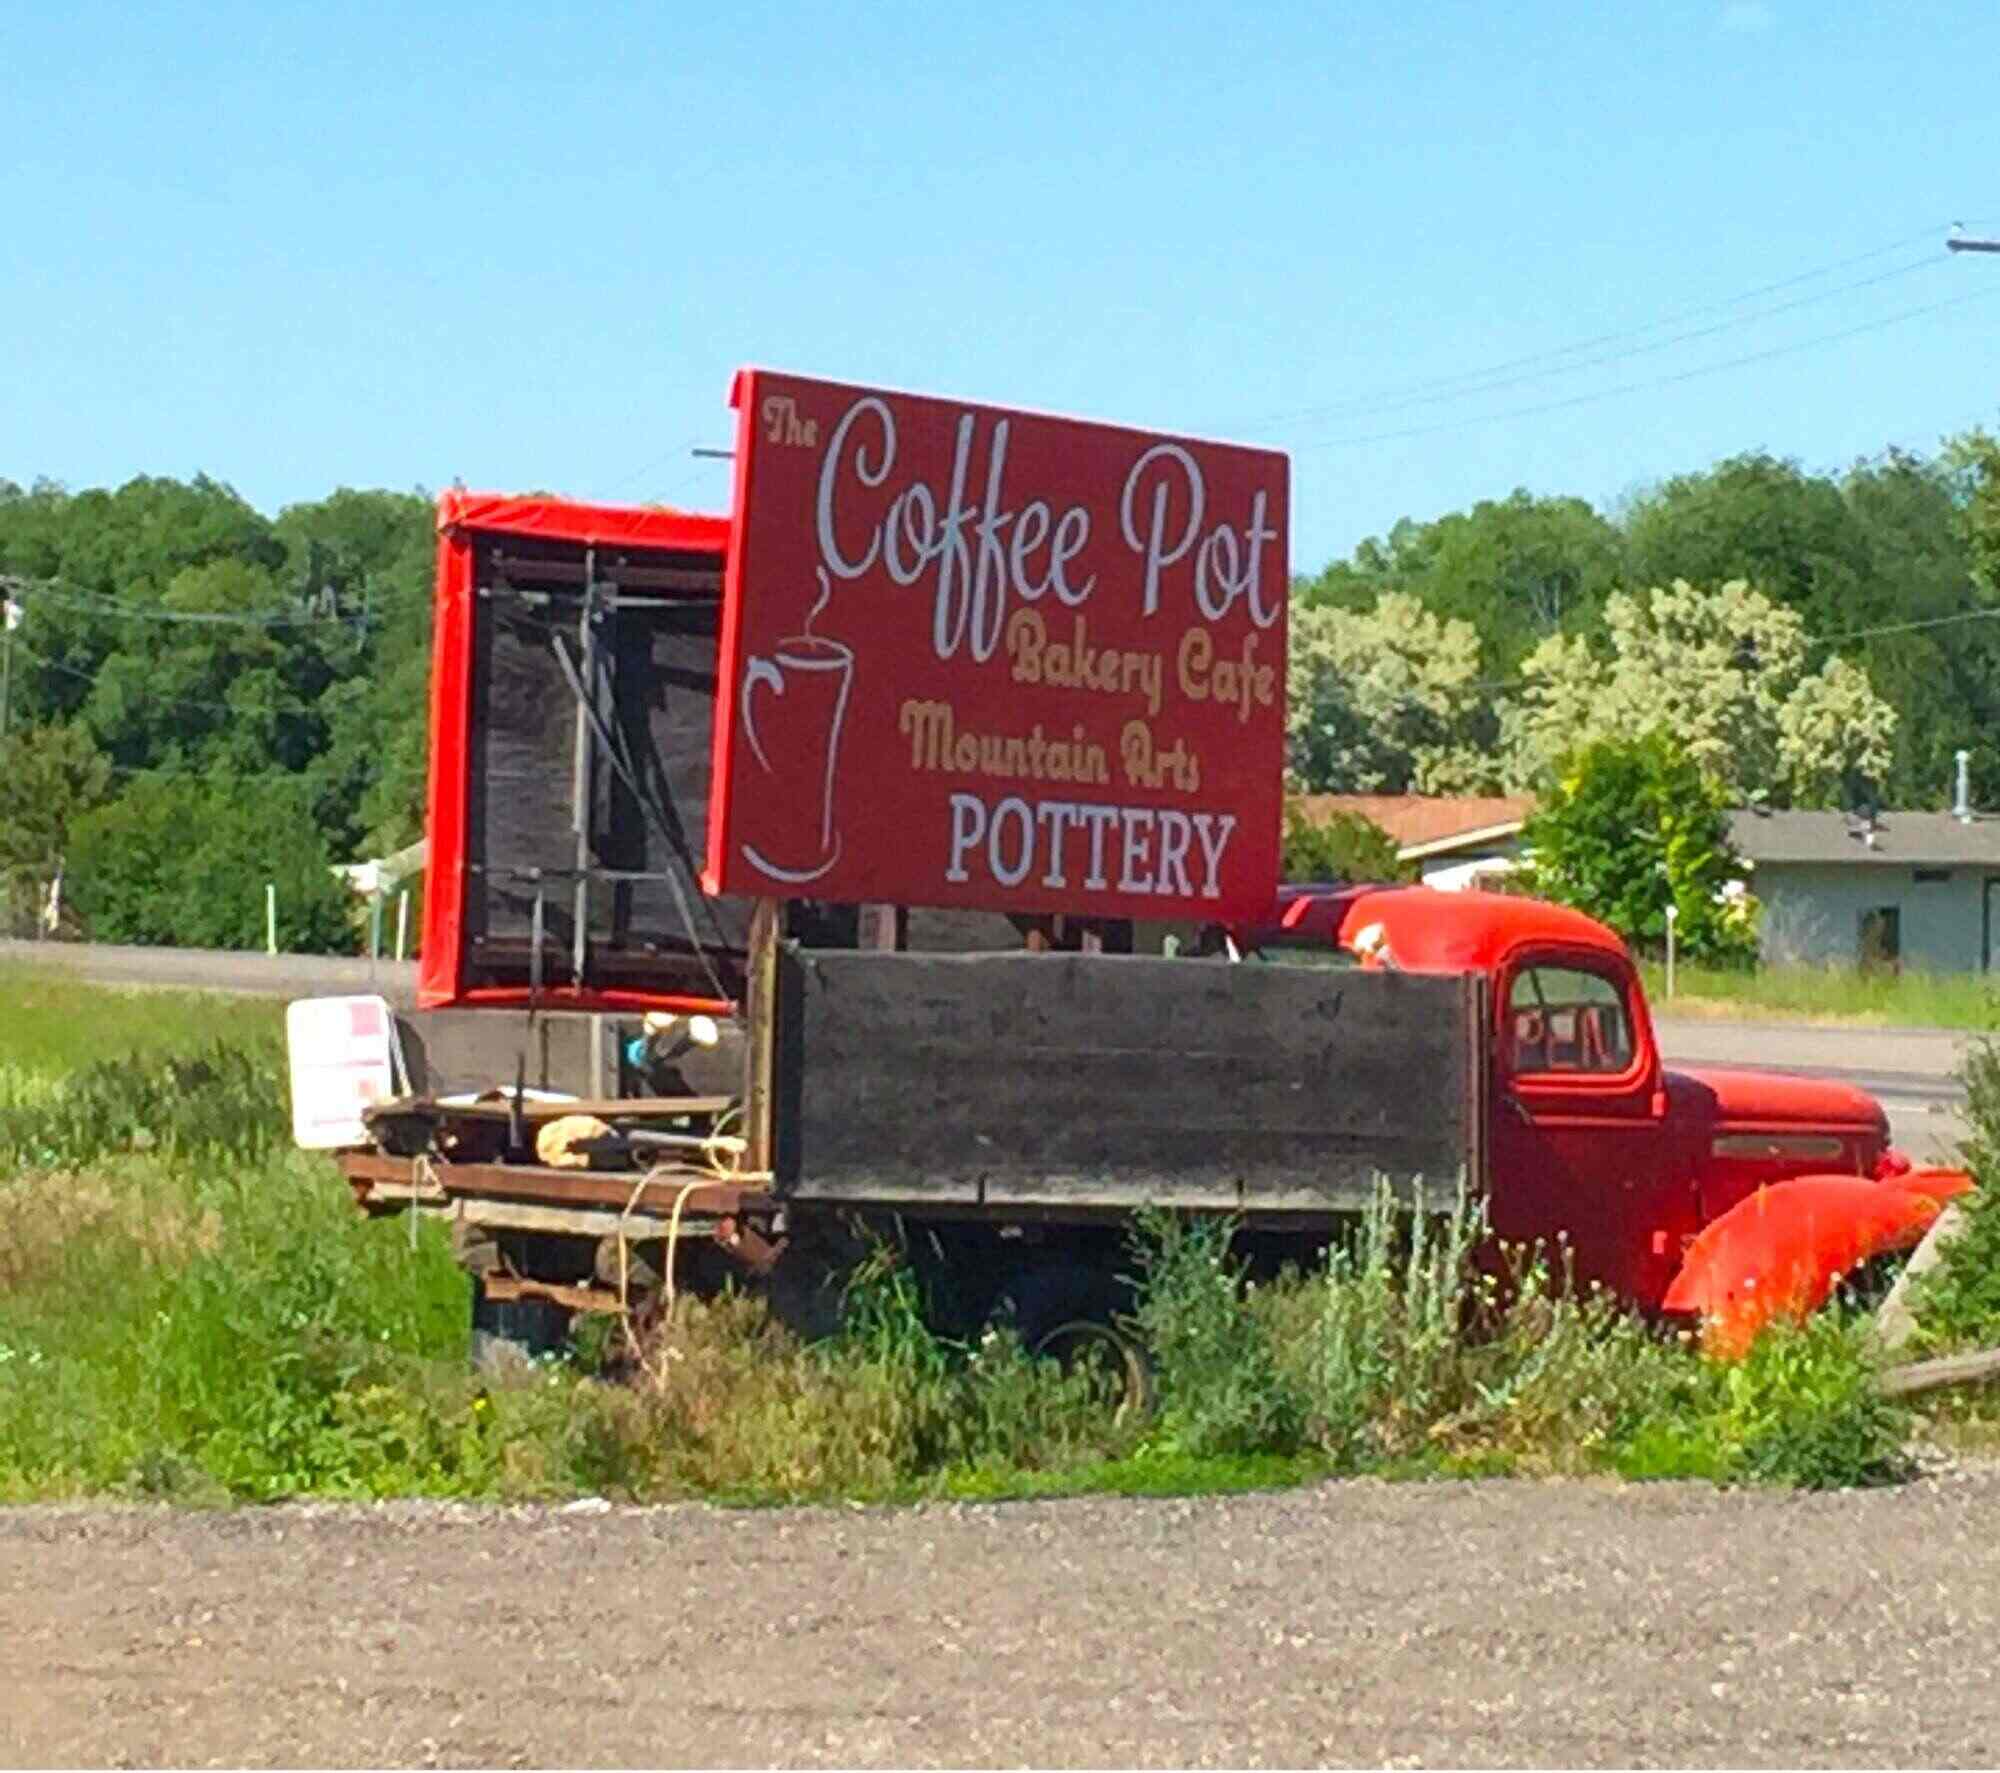 The
Coffee Pot
Bakery Cafe
Mountain Arts
POTTERY